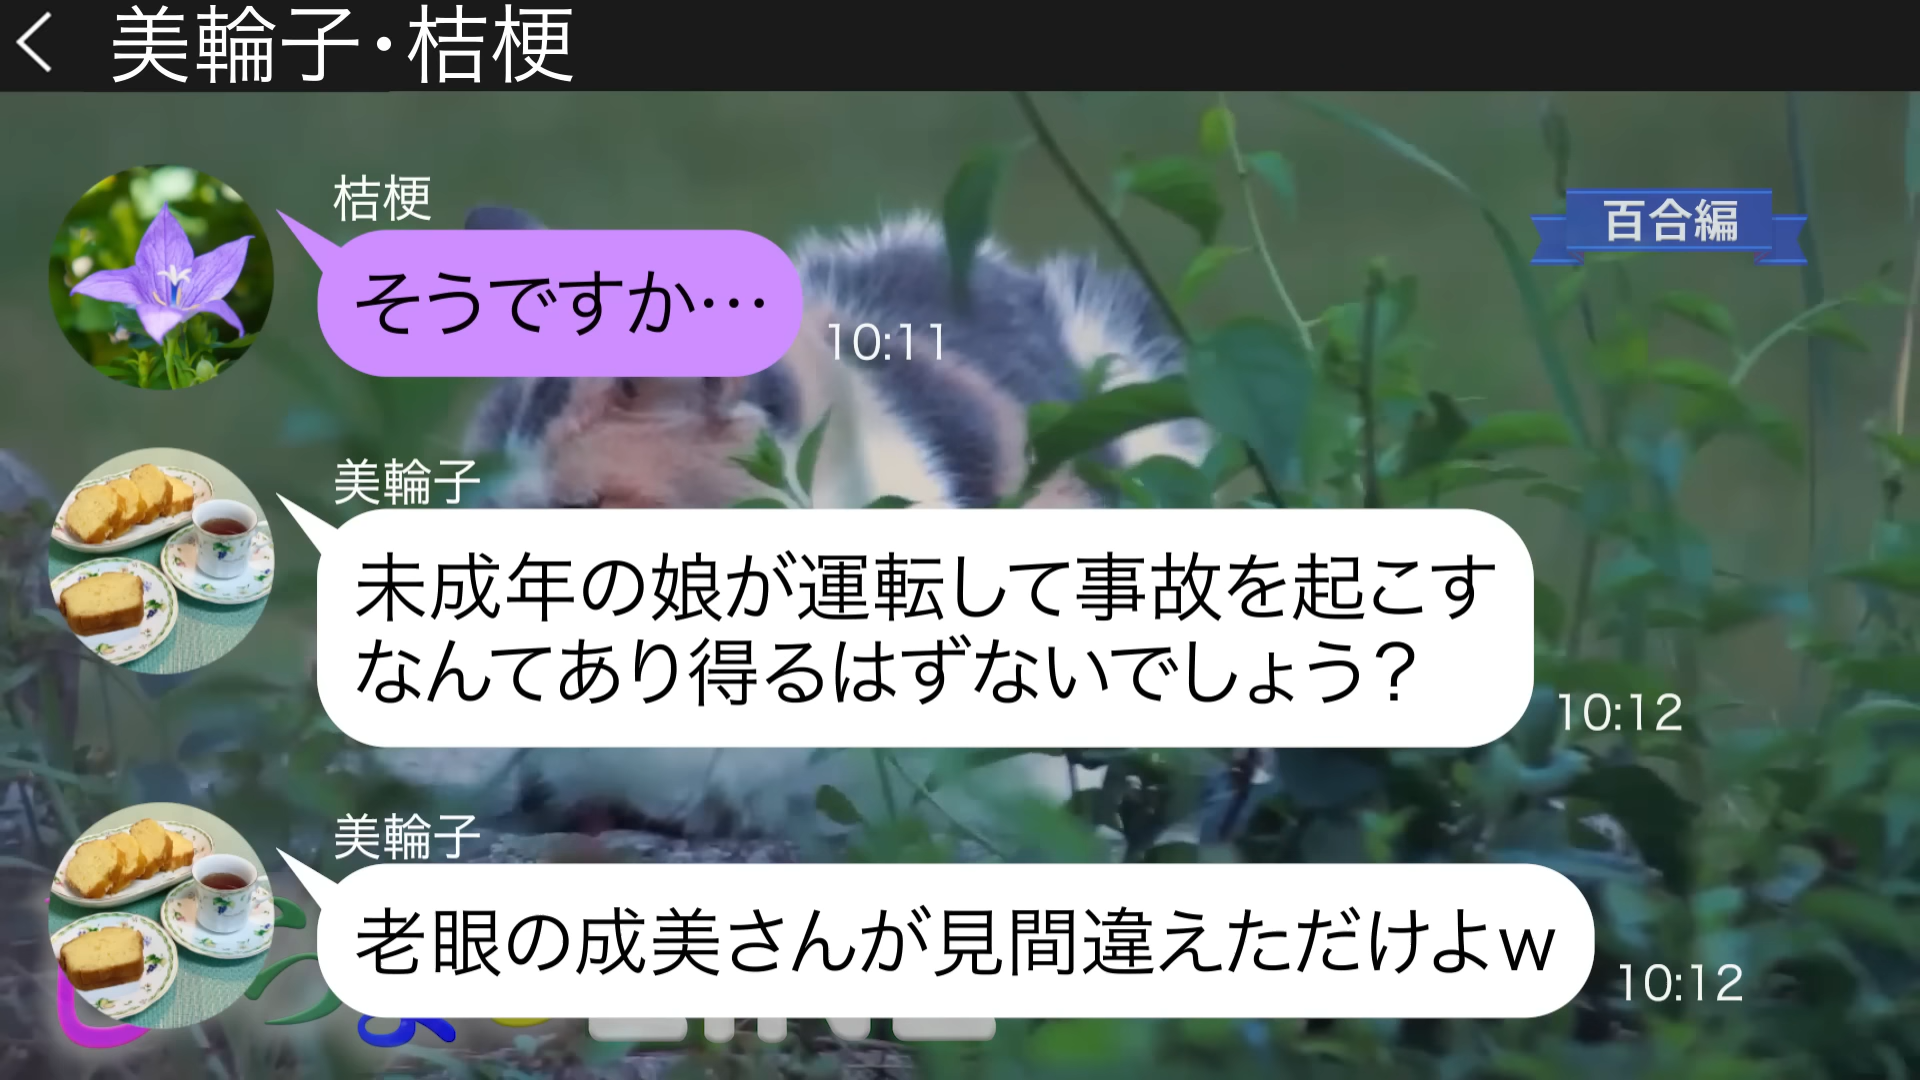 美輪子・桔梗
百合編
桔梗
そうですか…
10:11
美輪子
未成年の娘が運転して事故を起こす
なんてあり得るはずないでしょう？
10:12
美輪子
老眼の成美さんが見間違えただけよw
10:12